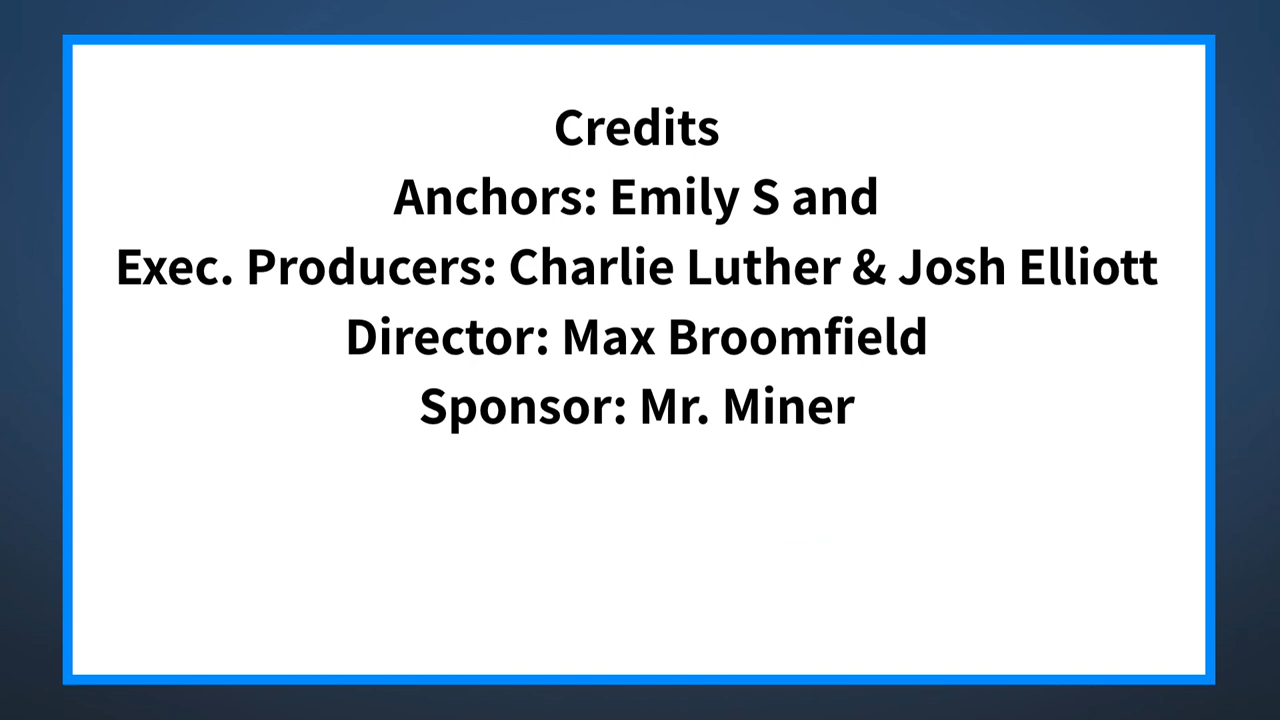 Credits
Anchors: Emily S and
Exec. Producers: Charlie Luther & Josh Elliott
Director: Max Broomfield
Sponsor: Mr. Miner